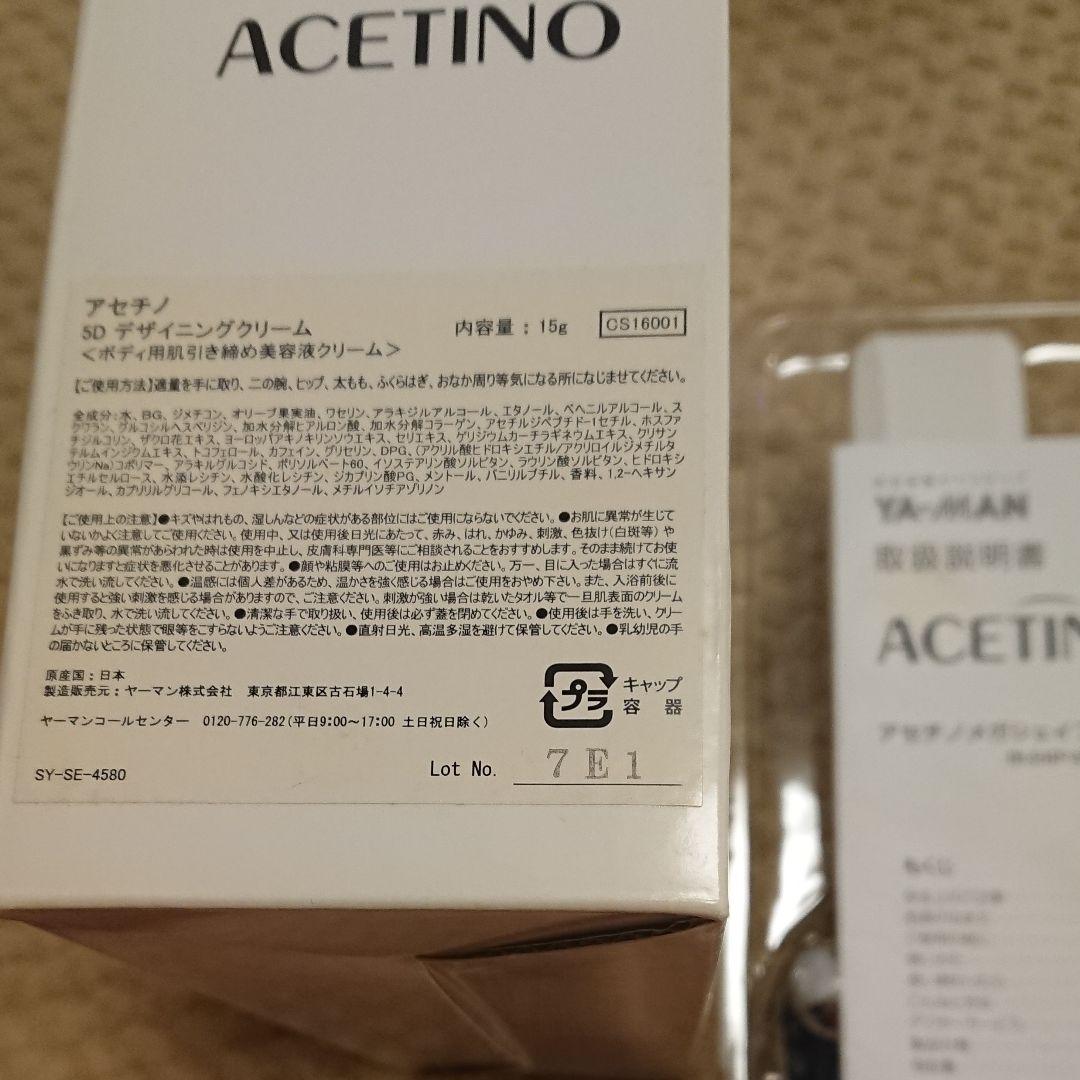 ACETINO
アセチノ
5D デザイニングクリーム
内容量：15g
CS16001
＜ボディ用肌引き締め美容液クリーム＞
【ご使用方法】適量を手に取り、二の腕、ヒップ、太もも、ふくらはぎ、おなか周り等気になる所になじませてください。
全成分：水、BG、ジメチコン、オリーブ果実油、ワセリン、アラキジルアルコール、エタノール、ベヘニルアルコール、ス
クワラン、グルコシルヘスペリジン、加水分解ヒアルロン酸、加水分解コラーゲン、アセチルジペプチド-1セチル、ホスファ
チジルコリン、ザクロ花エキス、ヨーロッパアキノキリンソウエキス、セリエキス、ゲリジウムカーチラギネウムエキス、クリサン
テルムインジクムエキス、トコフェロール、カフェイン、グリセリン、DPG、（アクリル酸ヒドロキシエチル/アクリロイルジメチルタ
ウリンNa）コポリマー、アラキルグルコシド、ポリソルベート60、イソステアリン酸ソルビタン、ラウリン酸ソルビタン、ヒドロキシ
エチルセルロース、水添レシチン、水酸化レシチン、ジカプリン酸PG、メントール、バニリルブチル、香料、1,2-ヘキサン
ジオール、カプリリルグリコール、フェノキシエタノール、メチルイソチアゾリノン
【ご使用上の注意】●キズやはれもの、湿しんなどの症状がある部位にはご使用にならないでください。●お肌に異常が生じて
いないかよく注意してご使用ください。使用中、又は使用後日光にあたって、赤み、はれ、かゆみ、刺激、色抜け(白斑等)や
黒ずみ等の異常があらわれた時は使用を中止し、皮膚科専門医等にご相談されることをおすすめします。そのまま続けてお使
いになりますと症状を悪化させることがあります。●顔や粘膜等へのご使用はお止めください。万一、目に入った場合はすぐに流
水で洗い流してください。●温感には個人差があるため、温かさを強く感じる場合はご使用をおやめ下さい。また、入浴前後に
使用すると強い刺激を感じる場合がありますので、ご注意ください。刺激が強い場合は乾いたタオル等で一旦肌表面のクリーム
をふき取り、水で洗い流してください。●清潔な手で取り扱い、使用後は必ず蓋を閉めてください。●使用後は手を洗い、クリー
ムが手に残った状態で眼等をこすらないようご注意ください。●直射日光、高温多湿を避けて保管してください。●乳幼児の手
の届かないところに保管してください。
原産国：日本
製造販売元：ヤーマン株式会社　東京都江東区古石場1-4-4
ヤーマンコールセンター　0120-776-282（平日9:00～17:00 土日祝日除く）
プラ
キャップ
容　器
SY-SE-4580
Lot No. 7E1
YA-MAN
取扱説明書
ACETIN
アセチノメガシェイ
もくじ